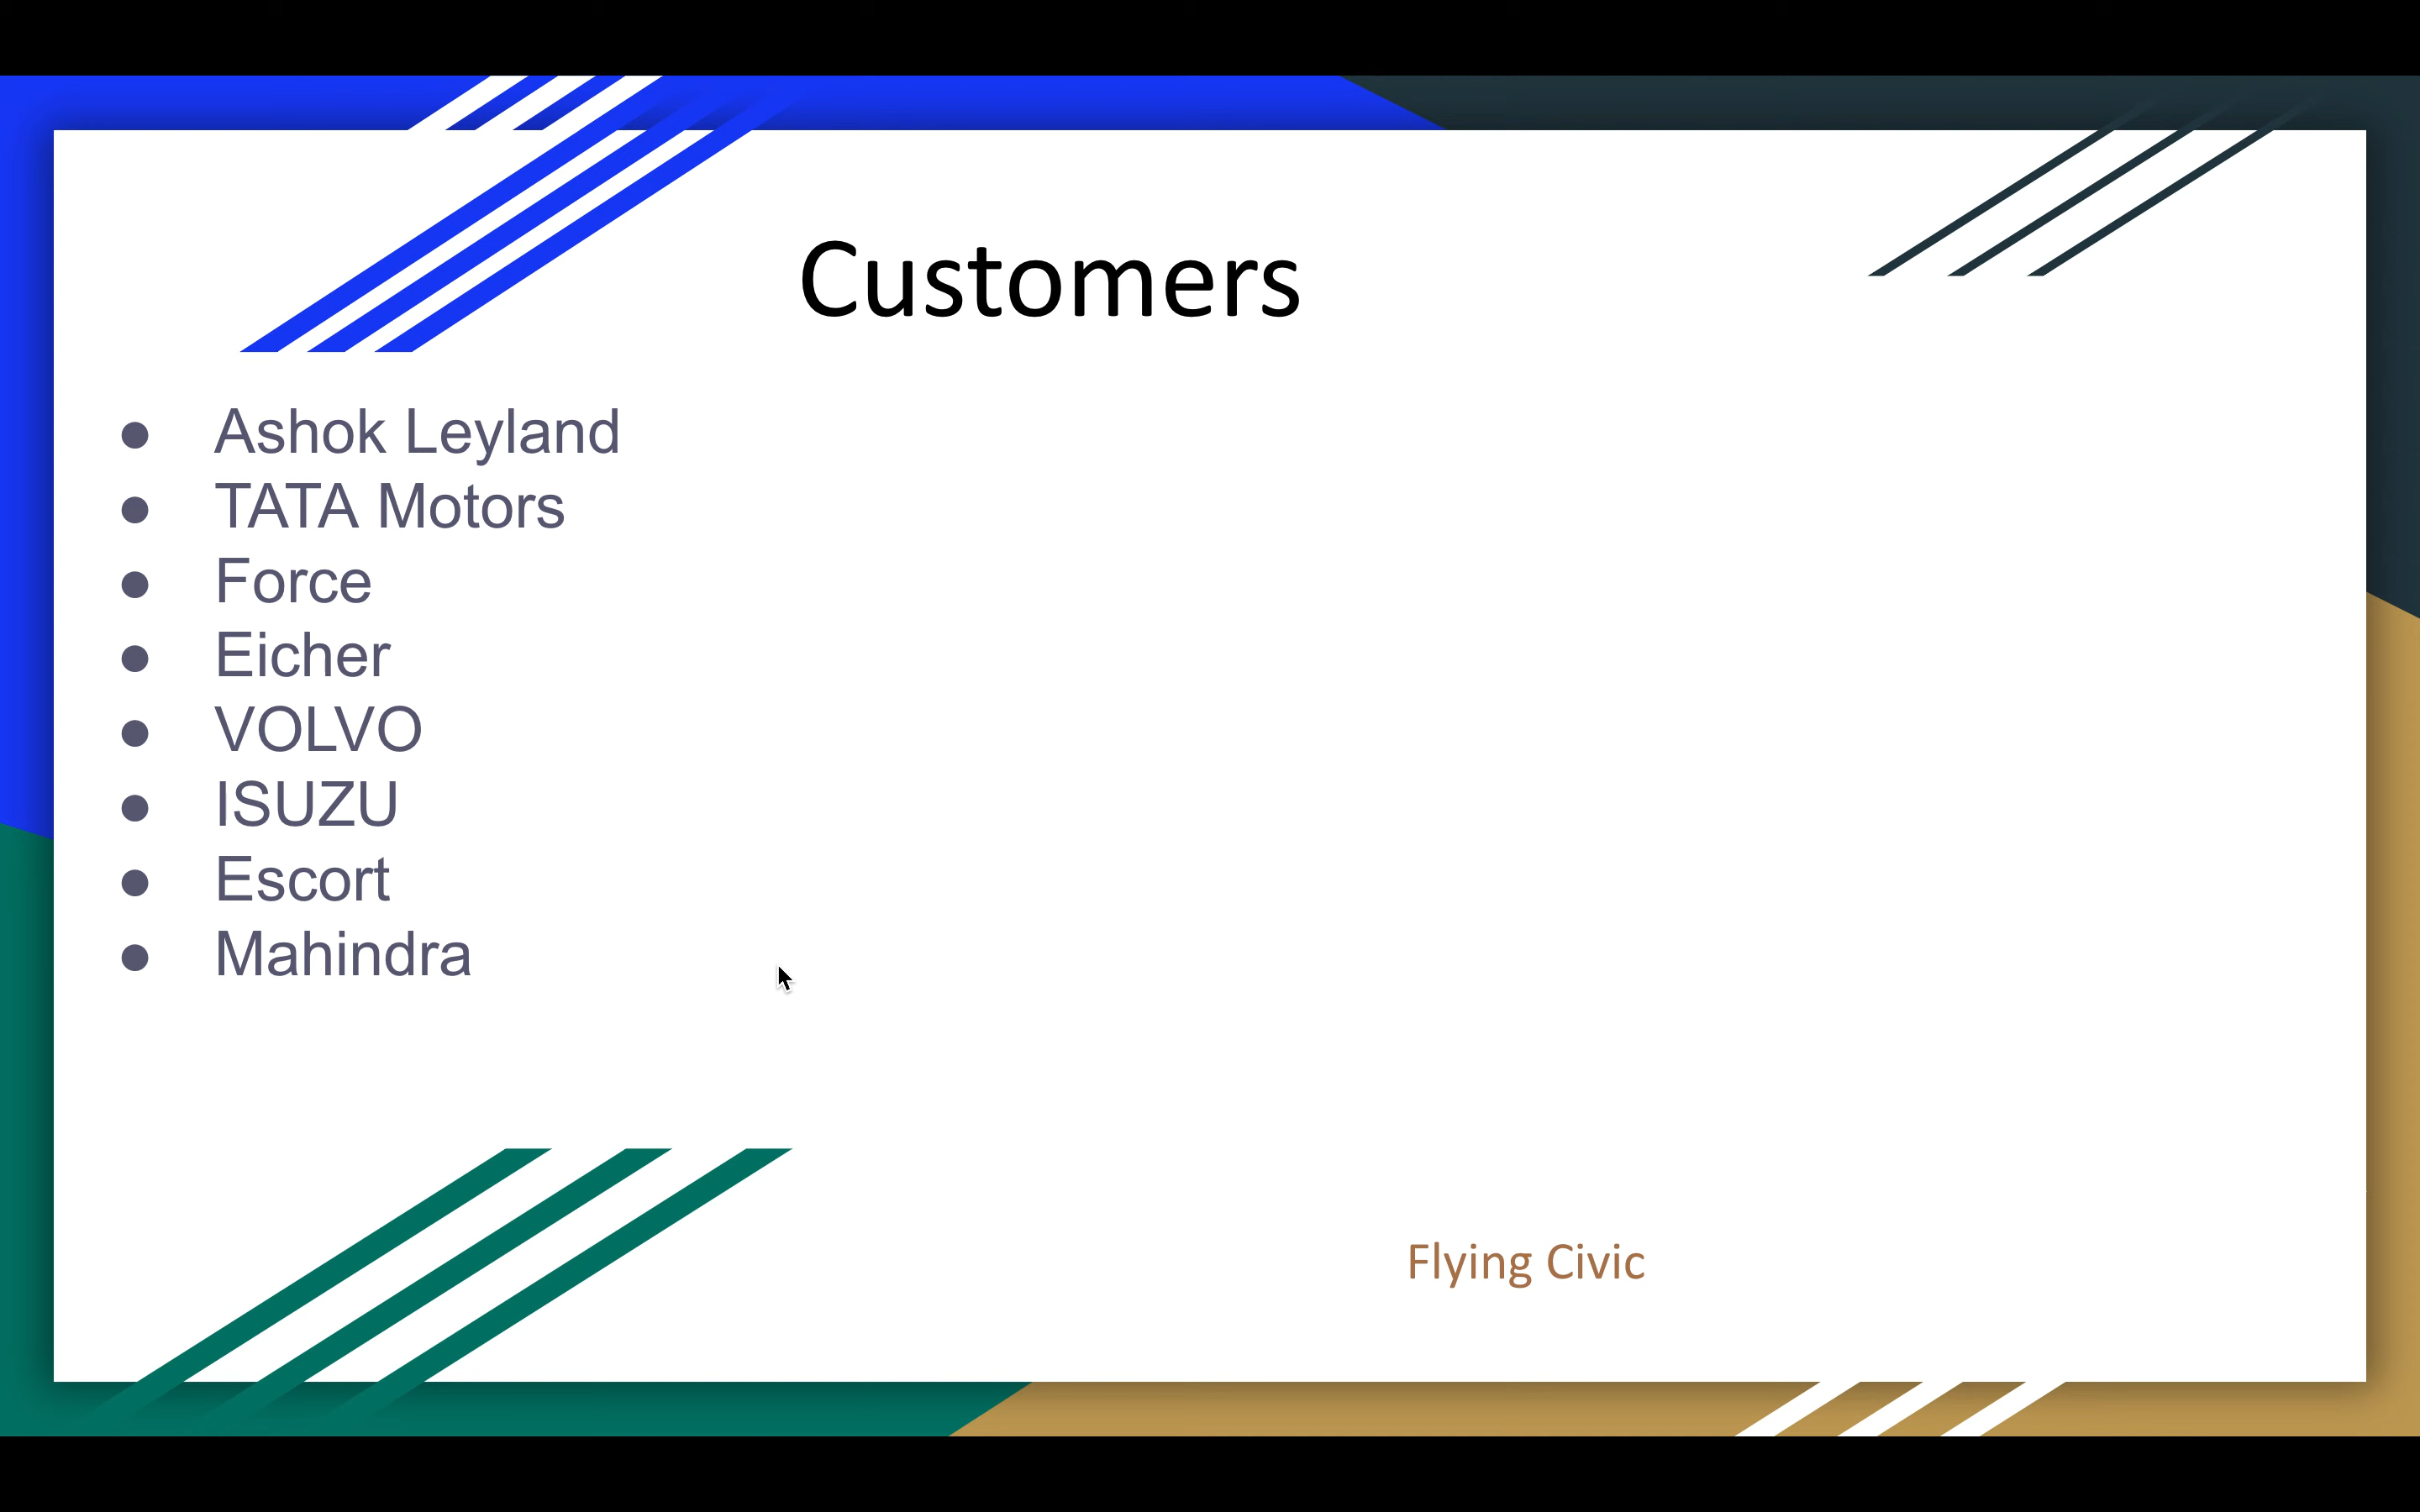 Customers
● Ashok Leyland
● TATA Motors
● Force
● Eicher
● VOLVO
● ISUZU
● Escort
● Mahindra
Flying Civic